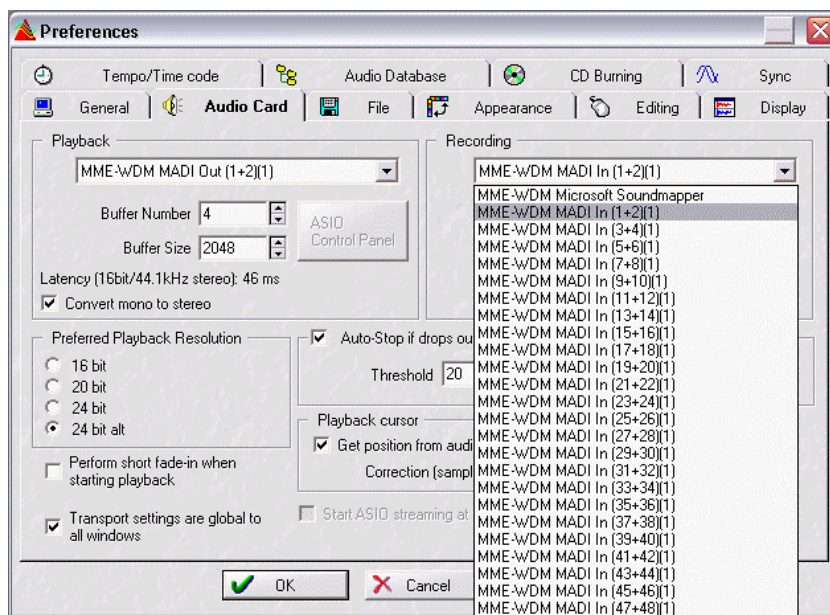 Preferences
Tempo/Time code
Audio Database
CD Burning
Sync
General
Audio Card
File
Appearance
Editing
Display
Playback
MME-WDM MADI Out (1+2)(1)
Buffer Number 4
Buffer Size 2048
ASIO
Control Panel
Latency (16bit/44.1kHz stereo): 46 ms
Convert mono to stereo
Recording
MME-WDM MADI In (1+2)(1)
MME-WDM Microsoft Soundmapper
MME-WDM MADI In (1+2)(1)
MME-WDM MADI In (3+4)(1)
MME-WDM MADI In (5+6)(1)
MME-WDM MADI In (7+8)(1)
MME-WDM MADI In (9+10)(1)
MME-WDM MADI In (11+12)(1)
MME-WDM MADI In (13+14)(1)
MME-WDM MADI In (15+16)(1)
MME-WDM MADI In (17+18)(1)
MME-WDM MADI In (19+20)(1)
MME-WDM MADI In (21+22)(1)
MME-WDM MADI In (23+24)(1)
MME-WDM MADI In (25+26)(1)
MME-WDM MADI In (27+28)(1)
MME-WDM MADI In (29+30)(1)
MME-WDM MADI In (31+32)(1)
MME-WDM MADI In (33+34)(1)
MME-WDM MADI In (35+36)(1)
MME-WDM MADI In (37+38)(1)
MME-WDM MADI In (39+40)(1)
MME-WDM MADI In (41+42)(1)
MME-WDM MADI In (43+44)(1)
MME-WDM MADI In (45+46)(1)
MME-WDM MADI In (47+48)(1)
Preferred Playback Resolution
16 bit
20 bit
24 bit
24 bit alt
Perform short fade-in when
starting playback
Transport settings are global to
all windows
Auto-Stop if drops ou
Threshold 20
Playback cursor
Get position from audi
Correction (sampl
Start ASIO streaming at
OK
Cancel